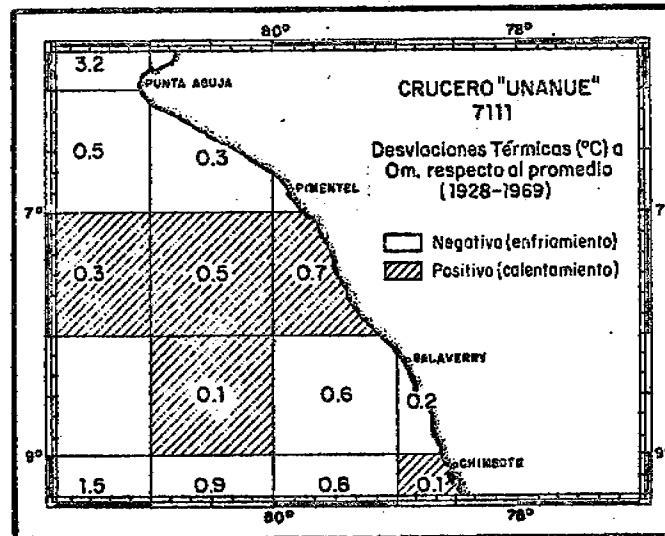 80° 78°
3.2
PUNTA AGUJA
CRUCERO "UNANUE"
7111
0.5 0.3
Desviaciones Térmicas (°C) a
0m. respecto al promedio
(1928-1969)
PIMENTEL
7° 7
Negativa (enfriamiento)
Positivo (calentamiento)
0.3 0.5 0.7
SALAVERRY
0.1 0.6 0.2
9° 9
CHIMBOTE
1.5 0.9 0.6 0.1
80° 78°